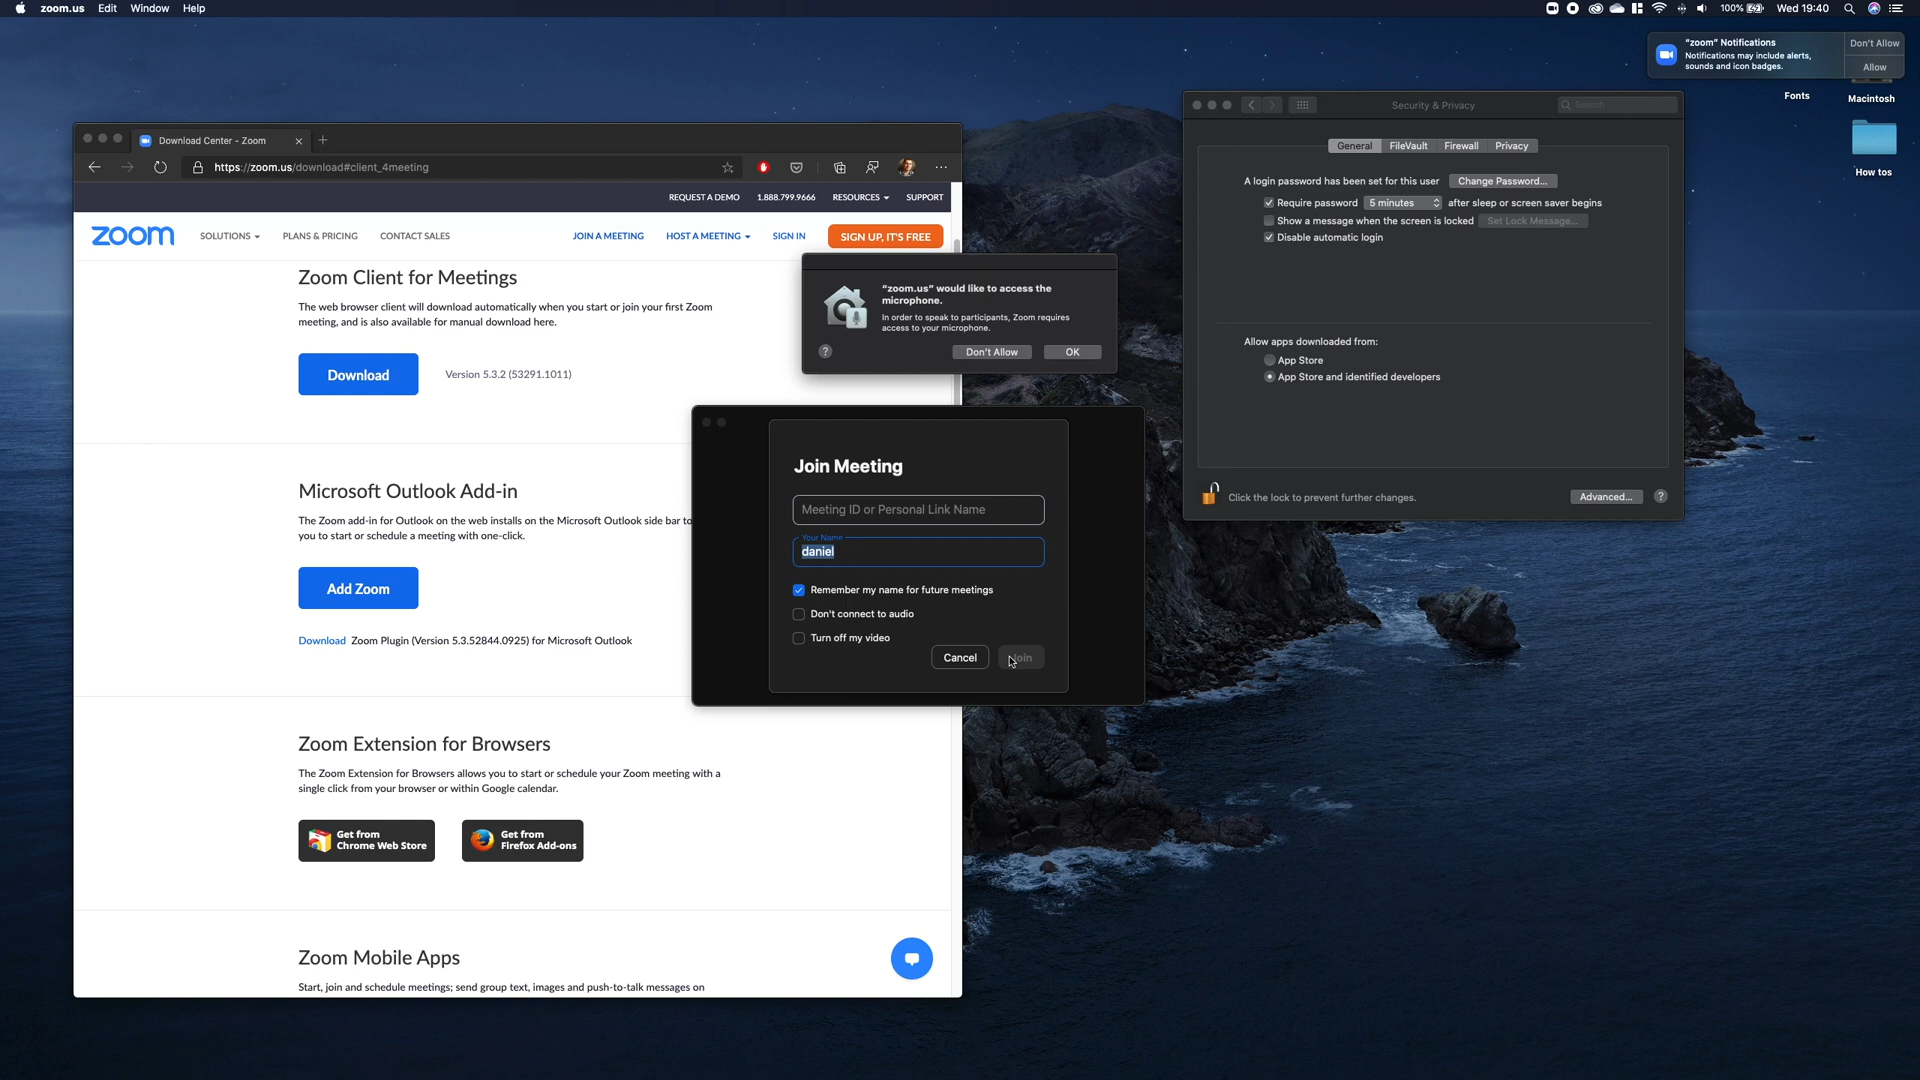 zoom.us Edit Window Help
100% Wed 19:40
"zoom" Notifications
Notifications may include alerts,
sounds and icon badges.
Don't Allow
Allow
Fonts
Macintosh
How tos
Download Center - Zoom
https://zoom.us/download#client_4meeting
REQUEST A DEMO 1.888.799.9666 RESOURCES SUPPORT
zoom SOLUTIONS PLANS & PRICING CONTACT SALES JOIN A MEETING HOST A MEETING SIGN IN SIGN UP, IT'S FREE
Zoom Client for Meetings
The web browser client will download automatically when you start or join your first Zoom
meeting, and is also available for manual download here.
Download Version 5.3.2 (53291.1011)
Microsoft Outlook Add-in
The Zoom add-in for Outlook on the web installs on the Microsoft Outlook side bar to
you to start or schedule a meeting with one-click.
Add Zoom
Download Zoom Plugin (Version 5.3.52844.0925) for Microsoft Outlook
Zoom Extension for Browsers
The Zoom Extension for Browsers allows you to start or schedule your Zoom meeting with a
single click from your browser or within Google calendar.
Get from
Chrome Web Store
Get from
Firefox Add-ons
Zoom Mobile Apps
Start, join and schedule meetings; send group text, images and push-to-talk messages on
"zoom.us" would like to access the
microphone.
In order to speak to participants, Zoom requires
access to your microphone.
? Don't Allow OK
Join Meeting
Meeting ID or Personal Link Name
Your Name
daniel
Remember my name for future meetings
Don't connect to audio
Turn off my video
Cancel Join
Security & Privacy Search
General FileVault Firewall Privacy
A login password has been set for this user Change Password...
Require password 5 minutes after sleep or screen saver begins
Show a message when the screen is locked Set Lock Message...
Disable automatic login
Allow apps downloaded from:
App Store
App Store and identified developers
Click the lock to prevent further changes. Advanced... ?